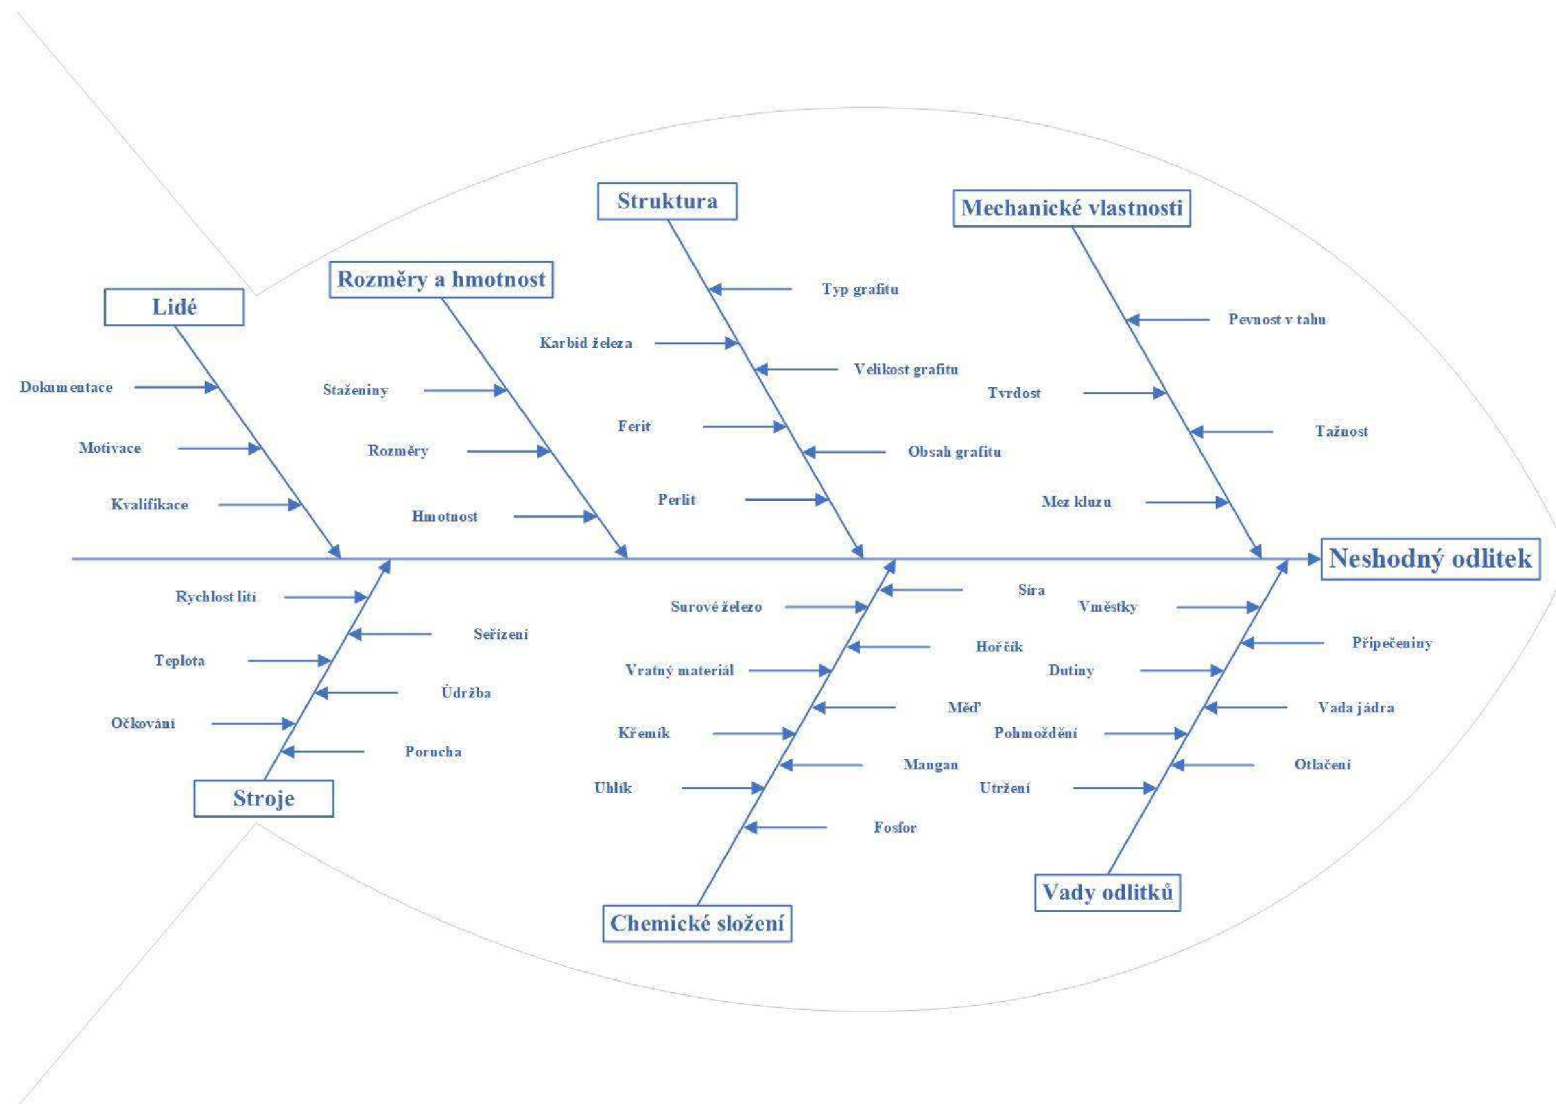 Struktura
Mechanické vlastnosti
Rozměry a hmotnost
Lidé
Typ grafitu
Pevnost v tahu
Karbid železa
Velikost grafitu
Dokumentace
Staženiny
Tvrdost
Ferit
Tažnost
Motivace
Rozměry
Obsah grafitu
Kvalifikace
Hmotnost
Perlit
Mez kluzu
Neshodný odlitek
Rychlost lití
Surové železo
Síra
Vměstky
Seřízení
Hořčík
Připečeniny
Teplota
Vratný materiál
Dutiny
Údržba
Měď
Vada jádra
Očkování
Křemík
Pohmoždění
Porucha
Mangan
Otlačení
Stroje
Uhlík
Utržení
Fosfor
Vady odlitků
Chemické složení